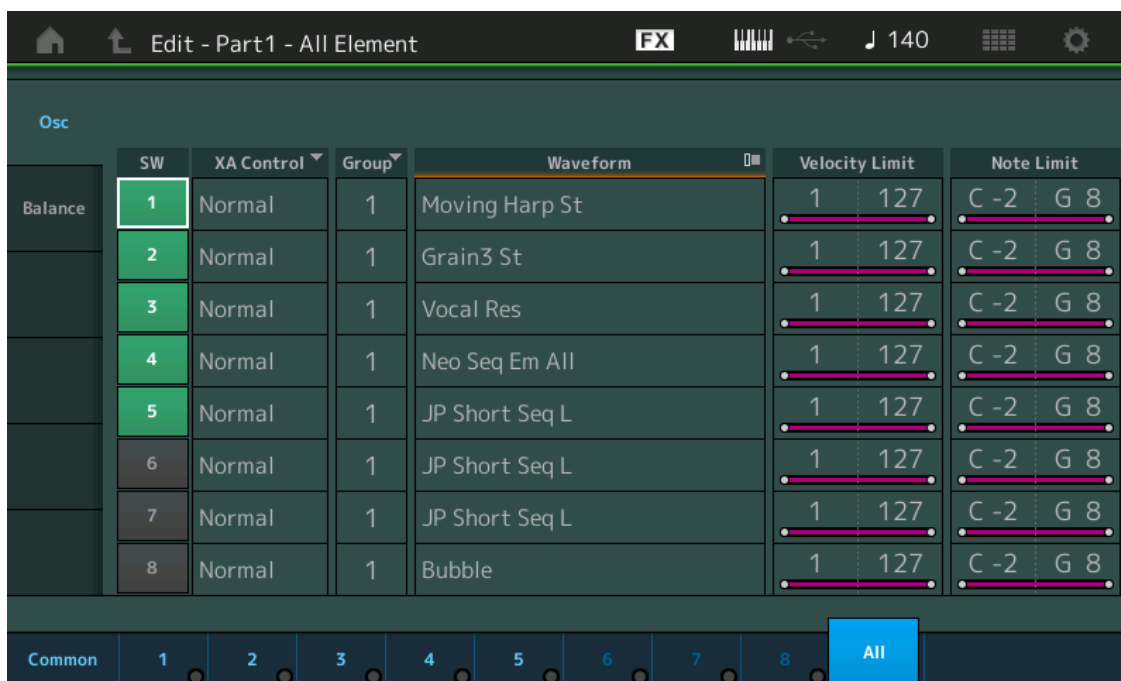 Edit - Part1 - All Element FX ♩ 140
Osc
SW XA Control Group Waveform Velocity Limit Note Limit
Balance
1 Normal 1 Moving Harp St 1 127 C -2 G 8
2 Normal 1 Grain3 St 1 127 C -2 G 8
3 Normal 1 Vocal Res 1 127 C -2 G 8
4 Normal 1 Neo Seq Em All 1 127 C -2 G 8
5 Normal 1 JP Short Seq L 1 127 C -2 G 8
6 Normal 1 JP Short Seq L 1 127 C -2 G 8
7 Normal 1 JP Short Seq L 1 127 C -2 G 8
8 Normal 1 Bubble 1 127 C -2 G 8
Common 1 2 3 4 5 6 7 8 All